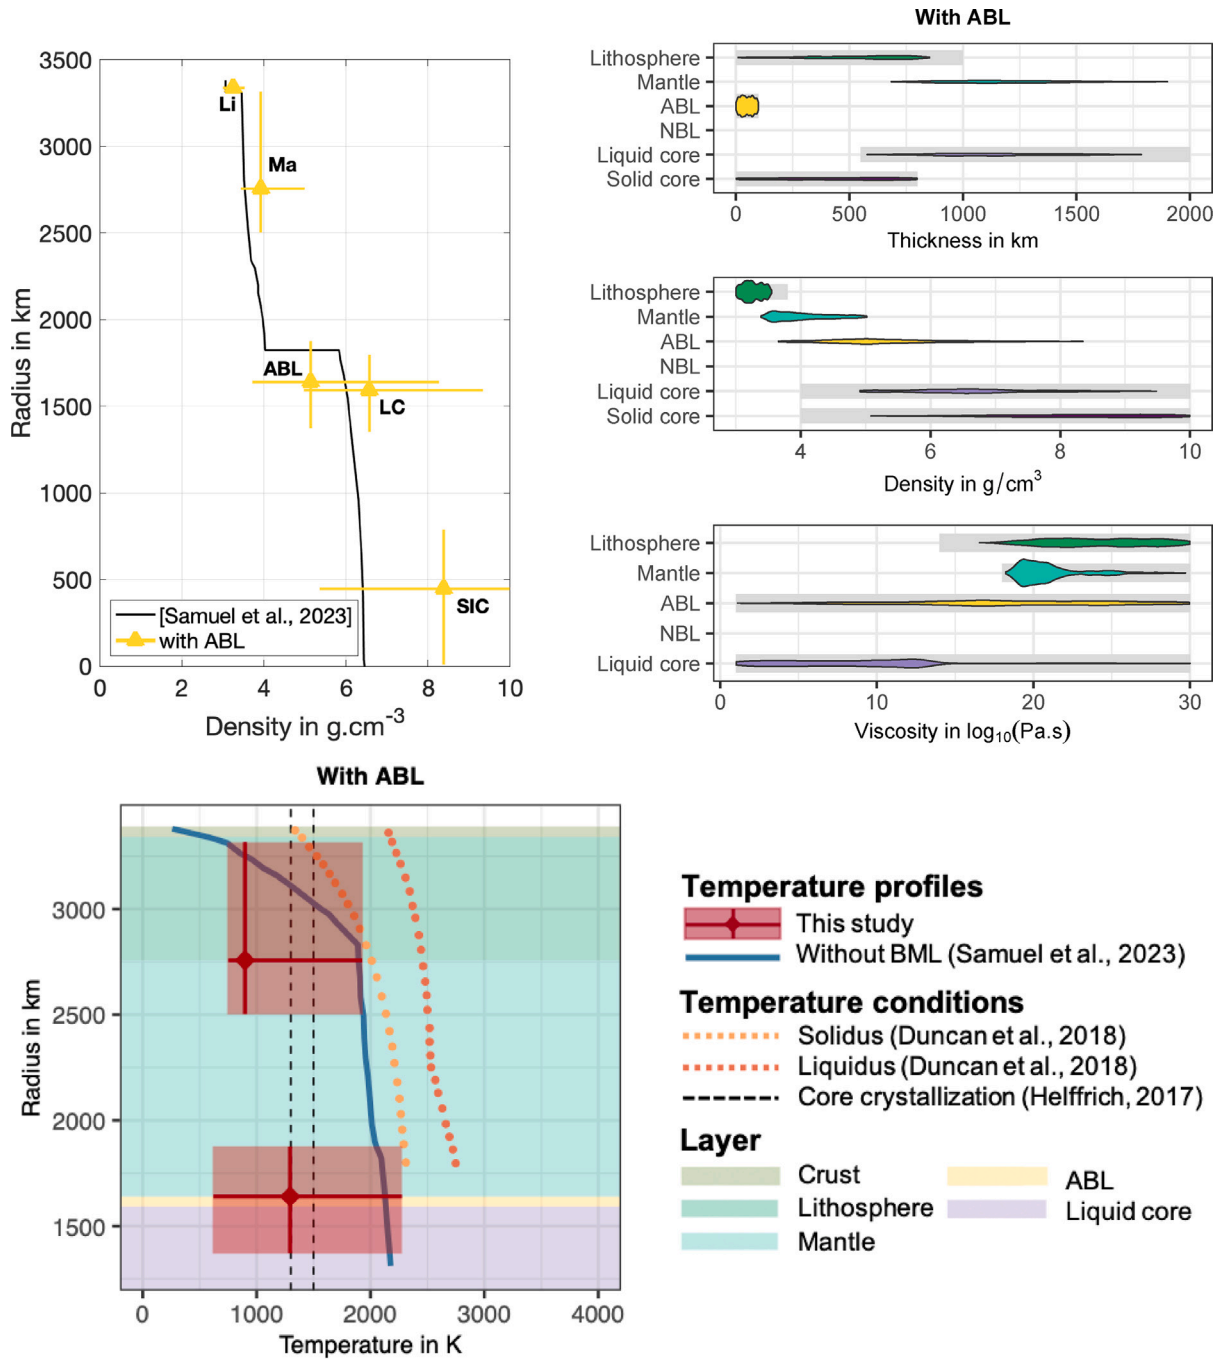 3500
3000
2500
2000
1500
1000
500
0
Radius in km
Li
Ma
ABL
LC
SIC
[Samuel et al., 2023]
with ABL
0 2 4 6 8 10
Density in g.cm-3
With ABL
Lithosphere
Mantle
ABL
NBL
Liquid core
Solid core
0 500 1000 1500 2000
Thickness in km
Lithosphere
Mantle
ABL
NBL
Liquid core
Solid core
4 6 8 10
Density in g/cm3
Lithosphere
Mantle
ABL
NBL
Liquid core
0 10 20 30
Viscosity in log10(Pa.s)
With ABL
3000
2500
2000
1500
Radius in km
0 1000 2000 3000 4000
Temperature in K
Temperature profiles
This study
Without BML (Samuel et al., 2023)
Temperature conditions
Solidus (Duncan et al., 2018)
Liquidus (Duncan et al., 2018)
Core crystallization (Helffrich, 2017)
Layer
Crust
Lithosphere
Mantle
ABL
Liquid core